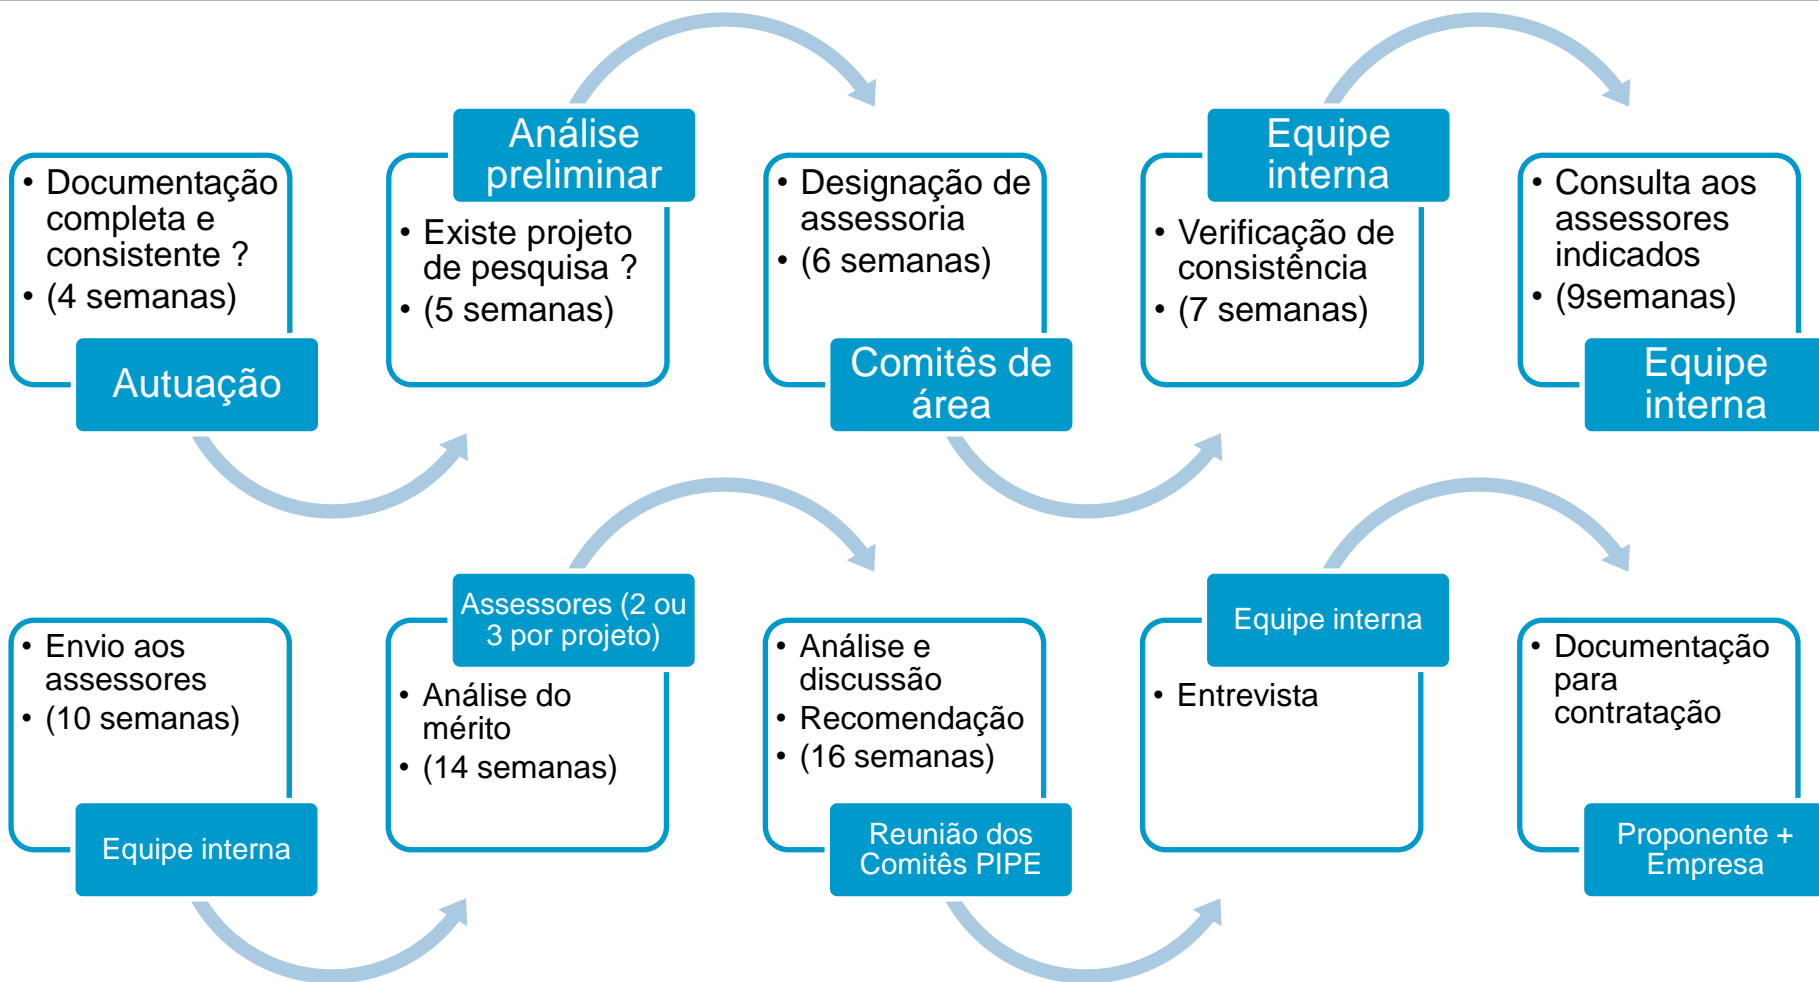 • Documentação
completa e
consistente ?
• (4 semanas)
Autuação
Análise
preliminar
• Existe projeto
de pesquisa ?
• (5 semanas)
• Designação de
assessoria
• (6 semanas)
Comitês de
área
Equipe
interna
• Verificação de
consistência
• (7 semanas)
• Consulta aos
assessores
indicados
• (9semanas)
Equipe
interna
• Envio aos
assessores
• (10 semanas)
Equipe interna
Assessores (2 ou
3 por projeto)
• Análise do
mérito
• (14 semanas)
• Análise e
discussão
• Recomendação
• (16 semanas)
Reunião dos
Comitês PIPE
Equipe interna
• Entrevista
• Documentação
para
contratação
Proponente +
Empresa